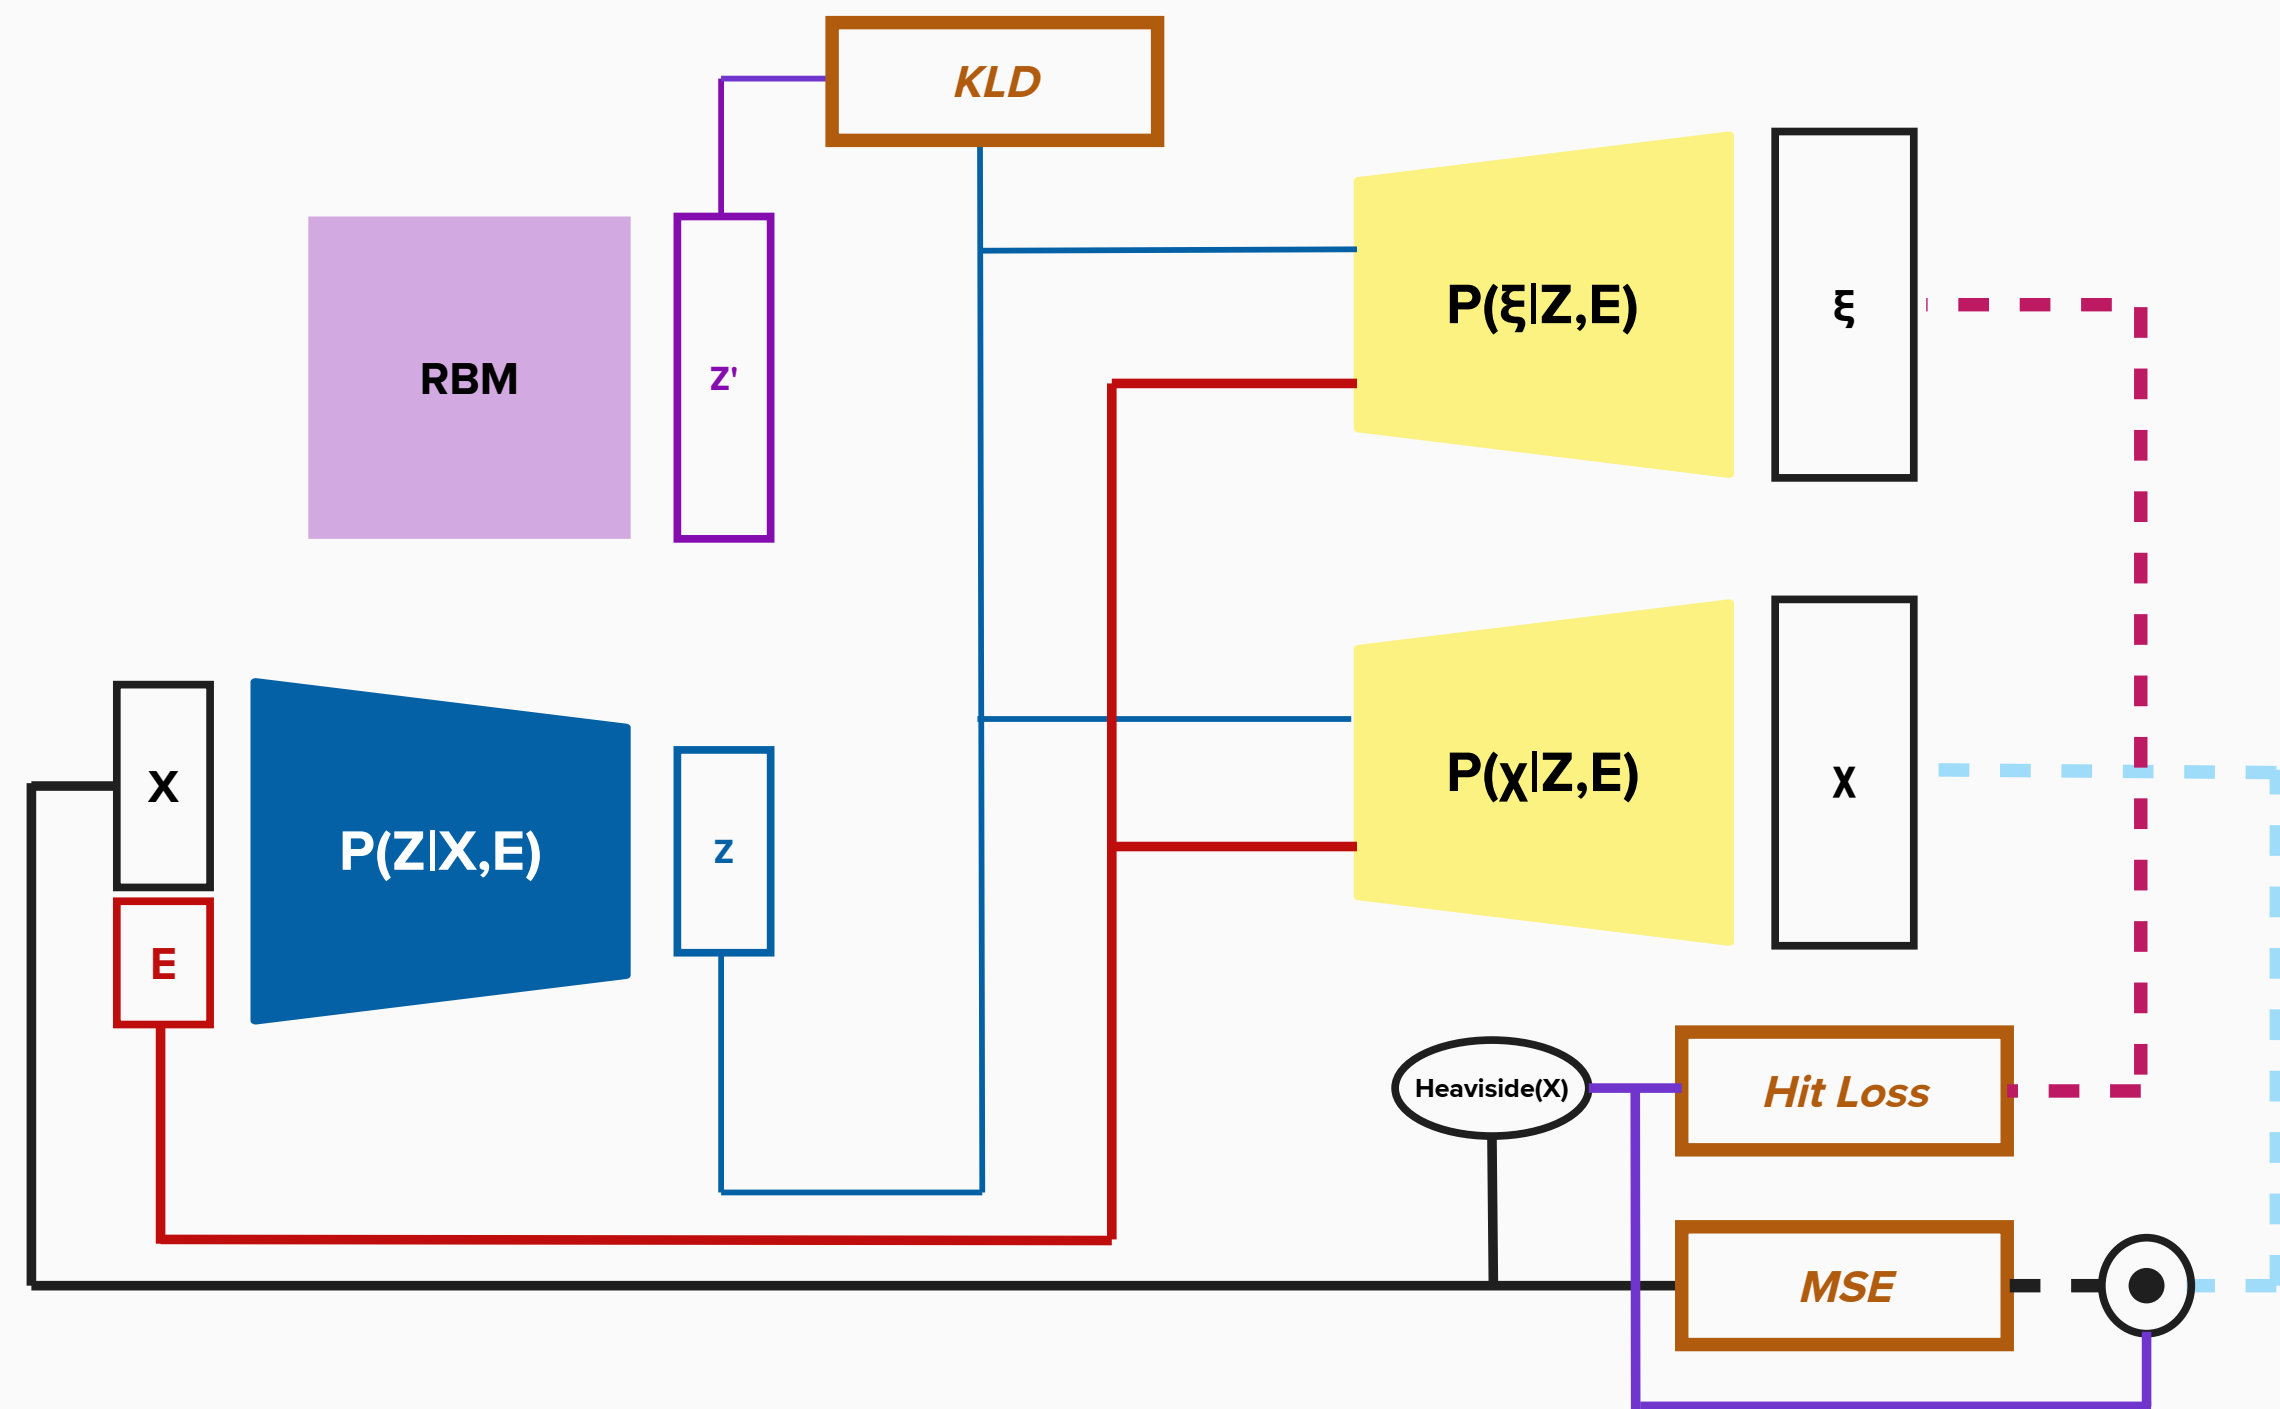 KLD
RBM
Z'
P(ξ|Z,E)
ξ
X
E
P(Z|X,E)
Z
P(χ|Z,E)
χ
Heaviside(X)
Hit Loss
MSE